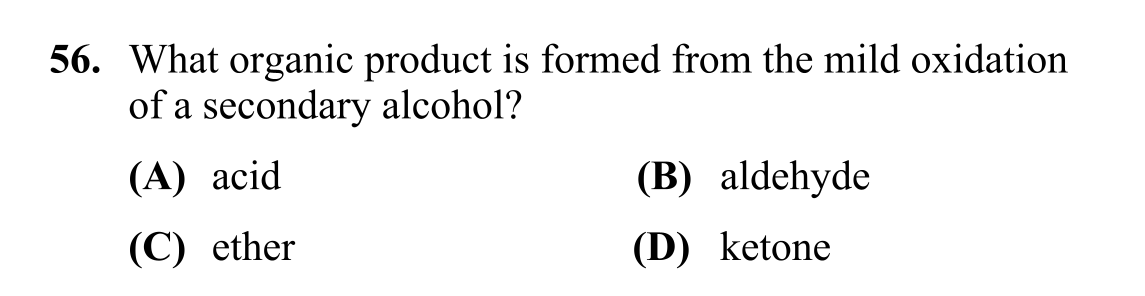 56. What organic product is formed from the mild oxidation
of a secondary alcohol?
(A) acid (B) aldehyde
(C) ether (D) ketone